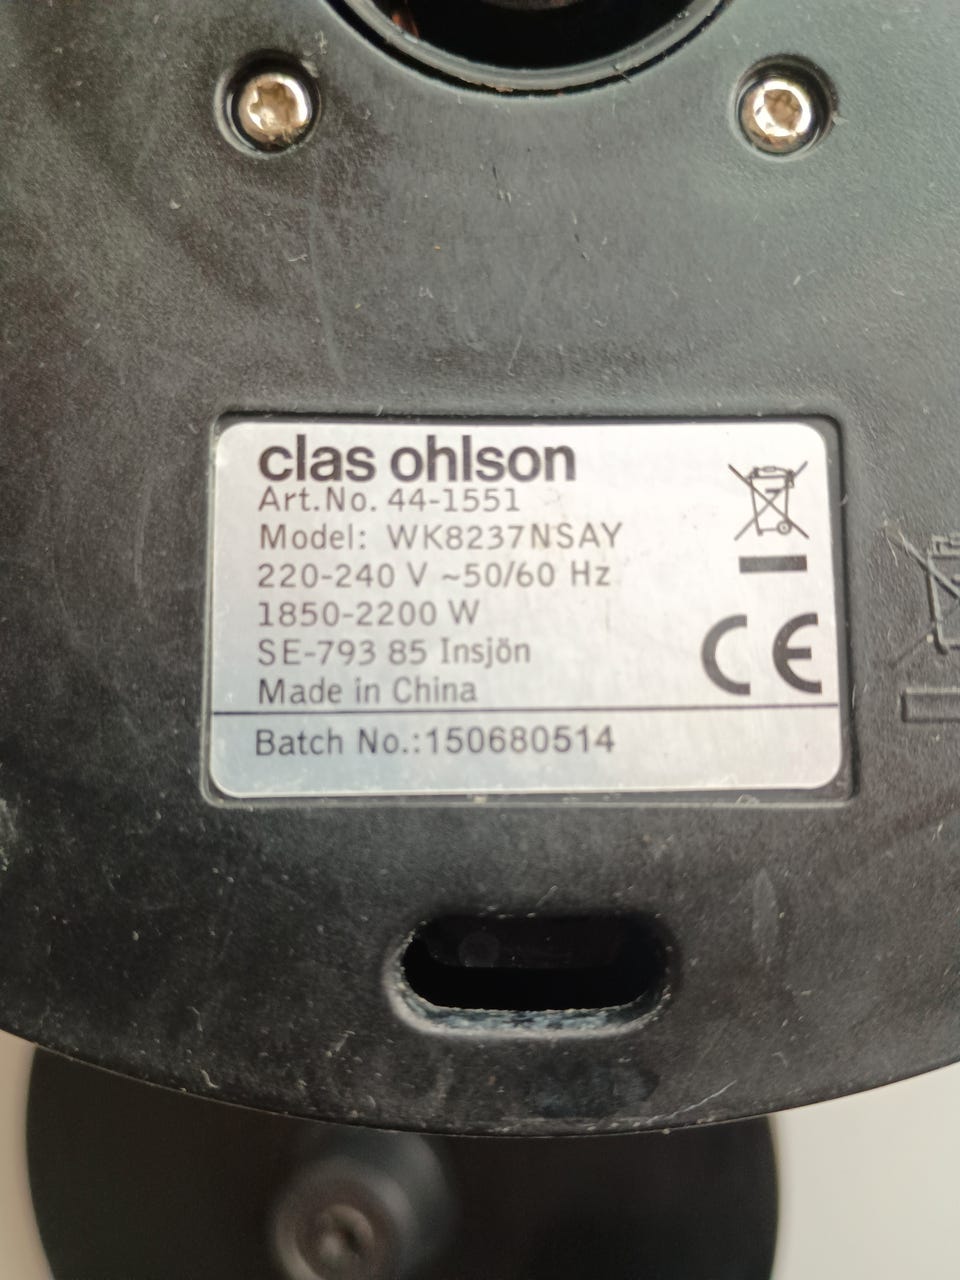 clas ohlson
Art.No. 44-1551
Model: WK8237NSAY
220-240 V ~50/60 Hz
1850-2200 W
SE-793 85 Insjön
Made in China
CE
Batch No.:150680514